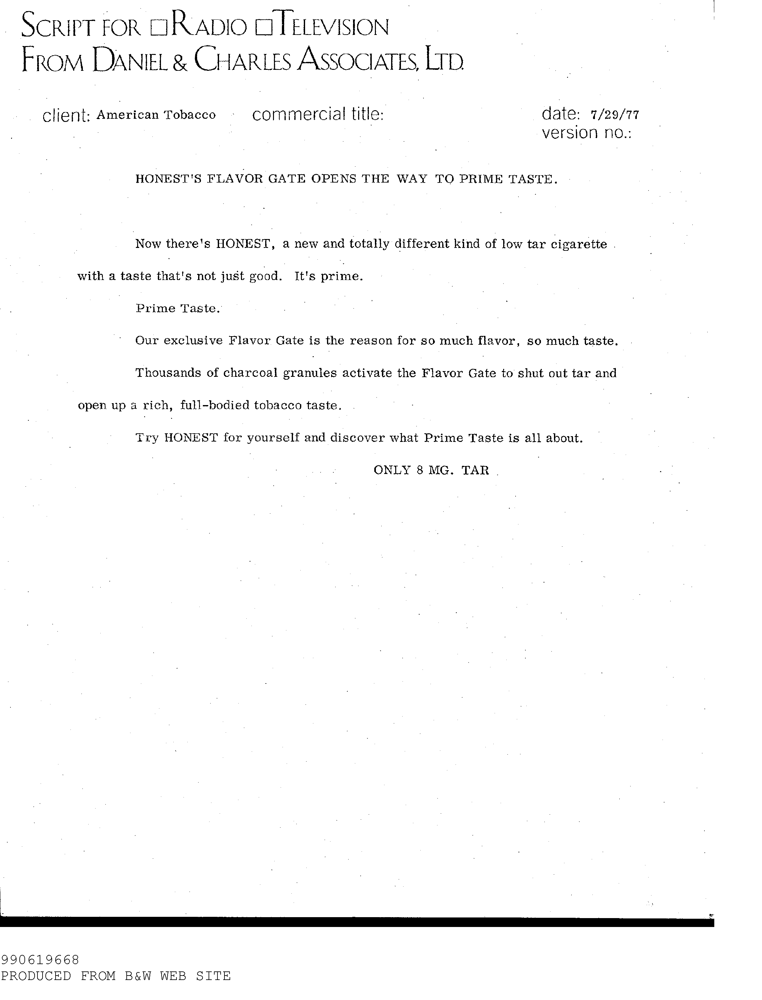 SCRIPT FOR □ RADIO □ TELEVISION
FROM DANIEL & CHARLES ASSOCIATES, LTD.
client: American Tobacco commercial title: date: 7/29/77
version no.:
HONEST'S FLAVOR GATE OPENS THE WAY TO PRIME TASTE.
Now there's HONEST, a new and totally different kind of low tar cigarette
with a taste that's not just good. It's prime.
Prime Taste.
Our exclusive Flavor Gate is the reason for so much flavor, so much taste.
Thousands of charcoal granules activate the Flavor Gate to shut out tar and
open up a rich, full-bodied tobacco taste.
Try HONEST for yourself and discover what Prime Taste is all about.
ONLY 8 MG. TAR
990619668
PRODUCED FROM B&W WEB SITE